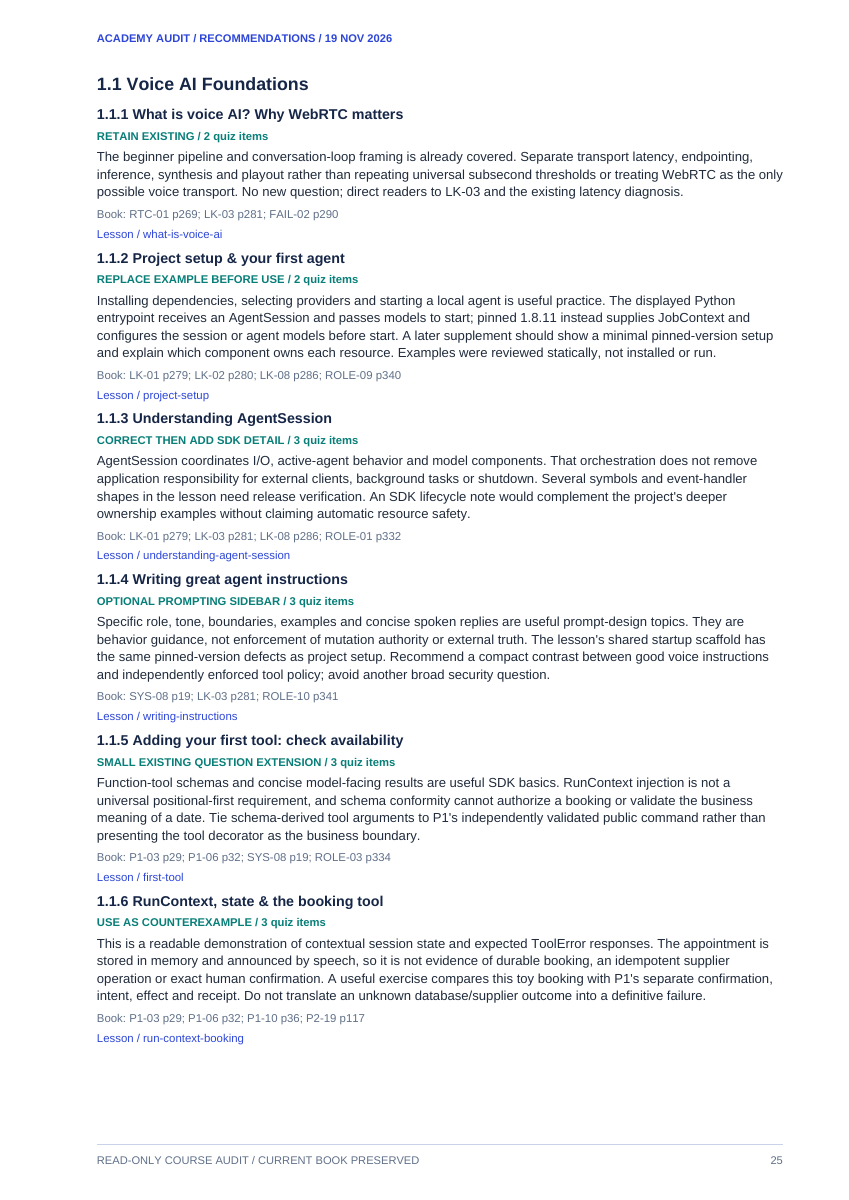 ACADEMY AUDIT / RECOMMENDATIONS / 19 NOV 2026
1.1 Voice AI Foundations
1.1.1 What is voice AI? Why WebRTC matters
RETAIN EXISTING / 2 quiz items
The beginner pipeline and conversation-loop framing is already covered. Separate transport latency, endpointing,
inference, synthesis and playout rather than repeating universal subsecond thresholds or treating WebRTC as the only
possible voice transport. No new question; direct readers to LK-03 and the existing latency diagnosis.
Book: RTC-01 p269; LK-03 p281; FAIL-02 p290
Lesson / what-is-voice-ai
1.1.2 Project setup & your first agent
REPLACE EXAMPLE BEFORE USE / 2 quiz items
Installing dependencies, selecting providers and starting a local agent is useful practice. The displayed Python
entrypoint receives an AgentSession and passes models to start; pinned 1.8.11 instead supplies JobContext and
configures the session or agent models before start. A later supplement should show a minimal pinned-version setup
and explain which component owns each resource. Examples were reviewed statically, not installed or run.
Book: LK-01 p279; LK-02 p280; LK-08 p286; ROLE-09 p340
Lesson / project-setup
1.1.3 Understanding AgentSession
CORRECT THEN ADD SDK DETAIL / 3 quiz items
AgentSession coordinates I/O, active-agent behavior and model components. That orchestration does not remove
application responsibility for external clients, background tasks or shutdown. Several symbols and event-handler
shapes in the lesson need release verification. An SDK lifecycle note would complement the project's deeper
ownership examples without claiming automatic resource safety.
Book: LK-01 p279; LK-03 p281; LK-08 p286; ROLE-01 p332
Lesson / understanding-agent-session
1.1.4 Writing great agent instructions
OPTIONAL PROMPTING SIDEBAR / 3 quiz items
Specific role, tone, boundaries, examples and concise spoken replies are useful prompt-design topics. They are
behavior guidance, not enforcement of mutation authority or external truth. The lesson's shared startup scaffold has
the same pinned-version defects as project setup. Recommend a compact contrast between good voice instructions
and independently enforced tool policy; avoid another broad security question.
Book: SYS-08 p19; LK-03 p281; ROLE-10 p341
Lesson / writing-instructions
1.1.5 Adding your first tool: check availability
SMALL EXISTING QUESTION EXTENSION / 3 quiz items
Function-tool schemas and concise model-facing results are useful SDK basics. RunContext injection is not a
universal positional-first requirement, and schema conformity cannot authorize a booking or validate the business
meaning of a date. Tie schema-derived tool arguments to P1's independently validated public command rather than
presenting the tool decorator as the business boundary.
Book: P1-03 p29; P1-06 p32; SYS-08 p19; ROLE-03 p334
Lesson / first-tool
1.1.6 RunContext, state & the booking tool
USE AS COUNTEREXAMPLE / 3 quiz items
This is a readable demonstration of contextual session state and expected ToolError responses. The appointment is
stored in memory and announced by speech, so it is not evidence of durable booking, an idempotent supplier
operation or exact human confirmation. A useful exercise compares this toy booking with P1's separate confirmation,
intent, effect and receipt. Do not translate an unknown database/supplier outcome into a definitive failure.
Book: P1-03 p29; P1-06 p32; P1-10 p36; P2-19 p117
Lesson / run-context-booking
READ-ONLY COURSE AUDIT / CURRENT BOOK PRESERVED
25